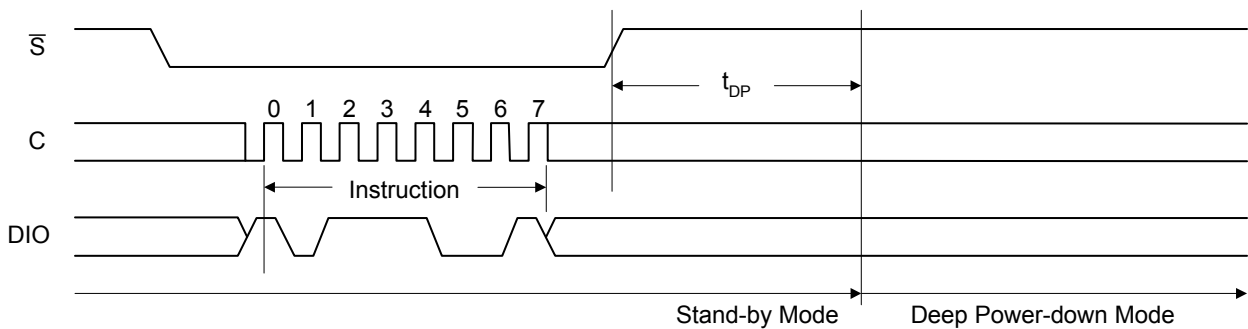 S̅
t_DP
0 1 2 3 4 5 6 7
C
Instruction
DIO
Stand-by Mode Deep Power-down Mode